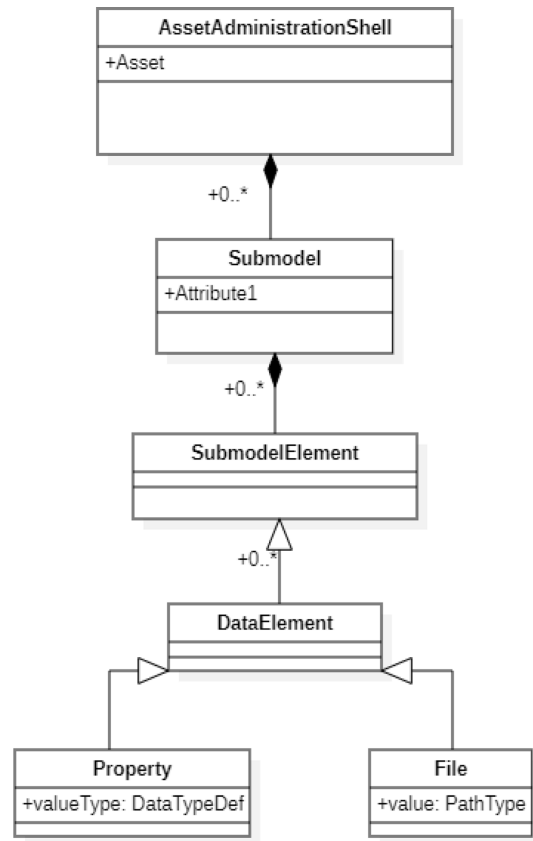 AssetAdministrationShell
+Asset
+0..*
Submodel
+Attribute1
+0..*
SubmodelElement
+0..*
DataElement
Property
+valueType: DataTypeDef
File
+value: PathType